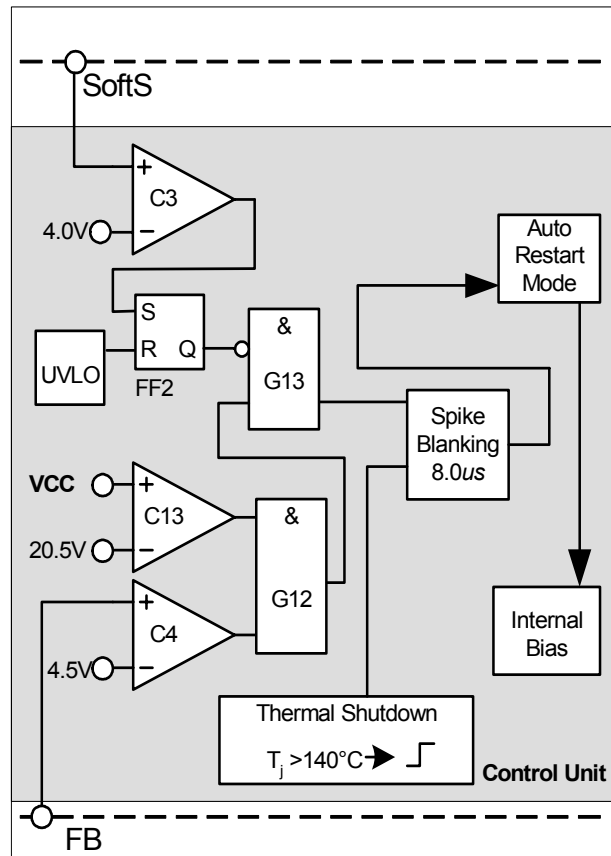 SoftS
+
C3
4.0V
−
Auto
Restart
Mode
S
R Q
&
G13
UVLO
FF2
Spike
Blanking
8.0us
VCC
+
C13
20.5V
−
&
G12
+
C4
4.5V
−
Internal
Bias
Thermal Shutdown
Tj >140°C
Control Unit
FB